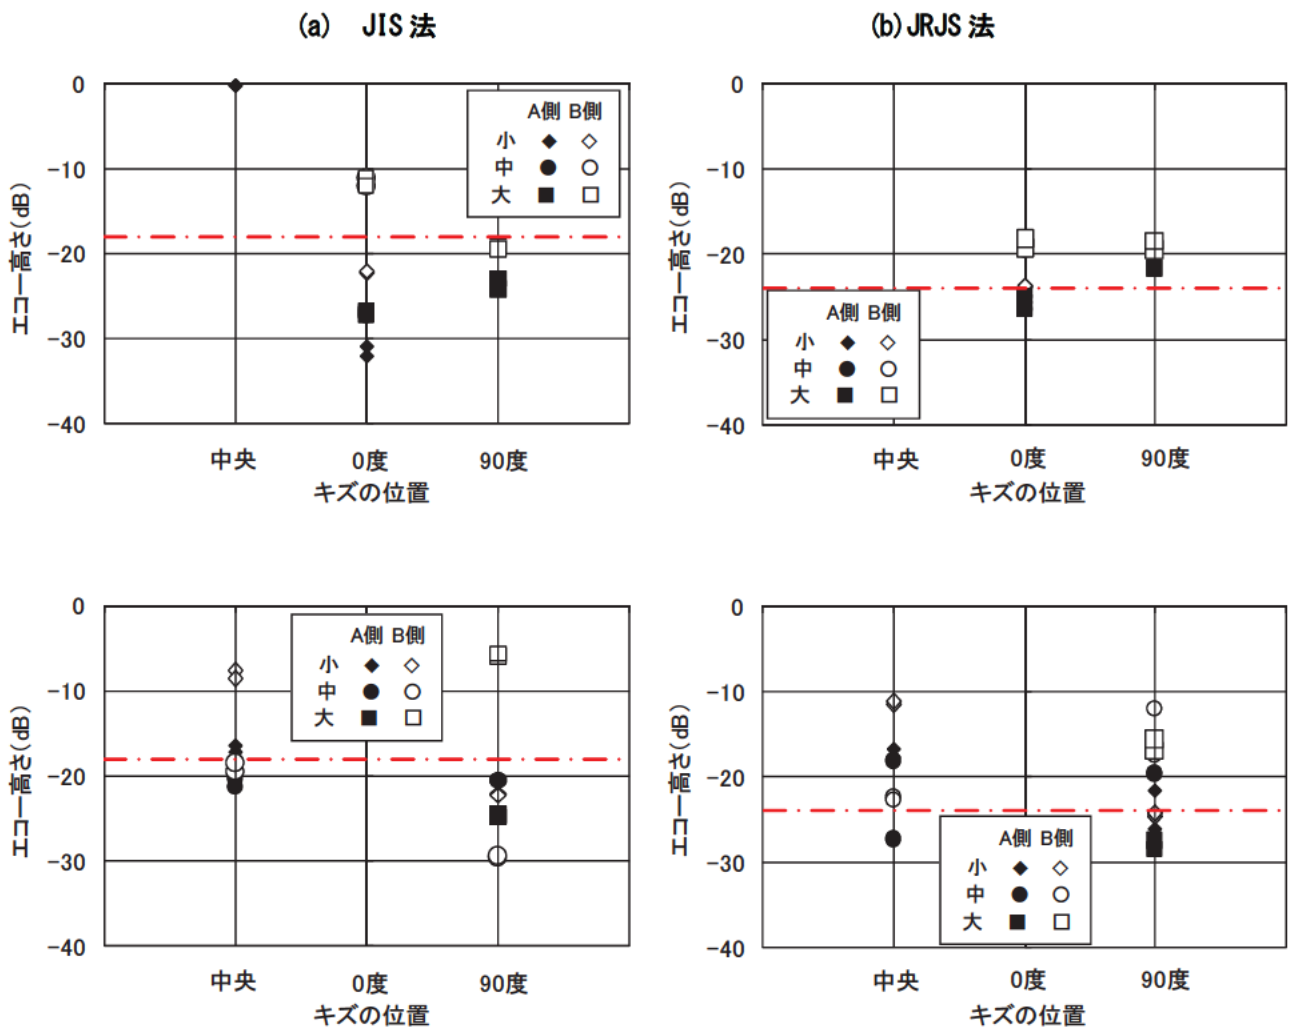 (a) JIS 法
(b) JRJS 法
0
-10
-20
-30
-40
エコー高さ(dB)
A側 B側
小
中
大
中央 0度 90度
キズの位置
0
-10
-20
-30
-40
エコー高さ(dB)
A側 B側
小
中
大
中央 0度 90度
キズの位置
0
-10
-20
-30
-40
エコー高さ(dB)
A側 B側
小
中
大
中央 0度 90度
キズの位置
0
-10
-20
-30
-40
エコー高さ(dB)
A側 B側
小
中
大
中央 0度 90度
キズの位置